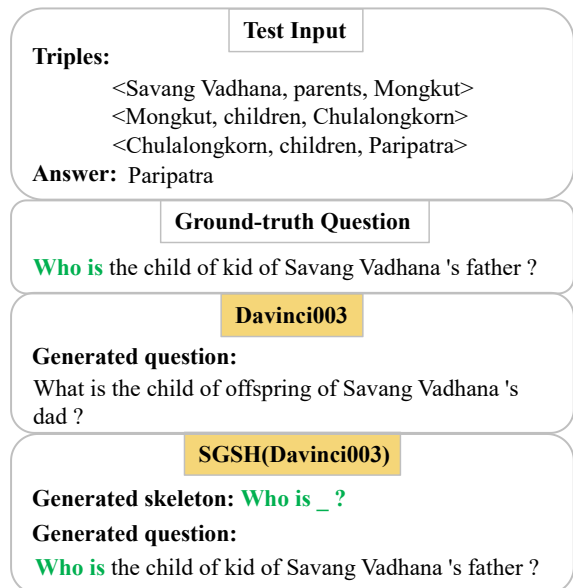 Test Input
Triples:
<Savang Vadhana, parents, Mongkut>
<Mongkut, children, Chulalongkorn>
<Chulalongkorn, children, Paripatra>
Answer: Paripatra
Ground-truth Question
Who is the child of kid of Savang Vadhana 's father ?
Davinci003
Generated question:
What is the child of offspring of Savang Vadhana 's
dad ?
SGSH(Davinci003)
Generated skeleton: Who is _ ?
Generated question:
Who is the child of kid of Savang Vadhana 's father ?